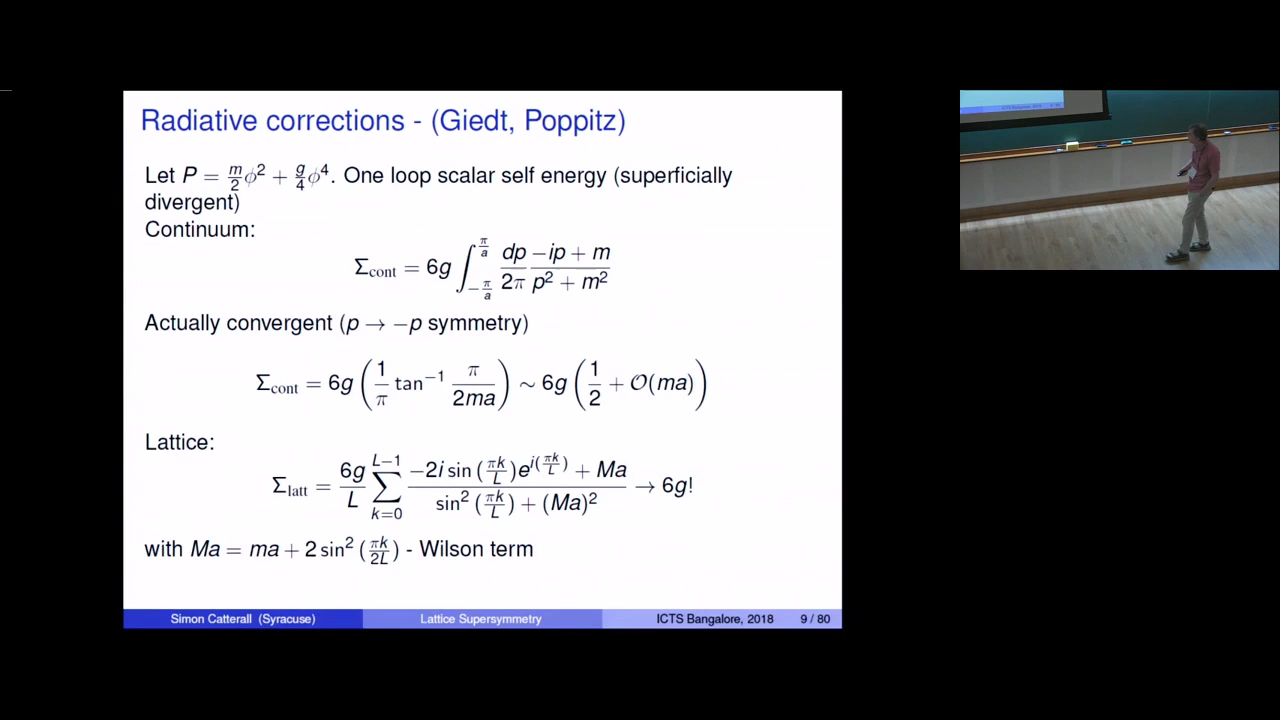 Radiative corrections - (Giedt, Poppitz)
Let P = m/2 ϕ² + g/4 ϕ⁴. One loop scalar self energy (superficially
divergent)
Continuum:
Σ_cont = 6g ∫_{-π/a}^{π/a} dp/2π (-ip + m)/(p² + m²)
Actually convergent (p → −p symmetry)
Σ_cont = 6g (1/π tan⁻¹ π/2ma) ∼ 6g (1/2 + O(ma))
Lattice:
Σ_latt = 6g/L ∑_{k=0}^{L−1} (−2i sin (πk/L)e^{i(πk/L)} + Ma)/(sin² (πk/L) + (Ma)²) → 6g!
with Ma = ma + 2 sin² (πk/2L) - Wilson term
Simon Catterall (Syracuse) Lattice Supersymmetry ICTS Bangalore, 2018 9 / 80